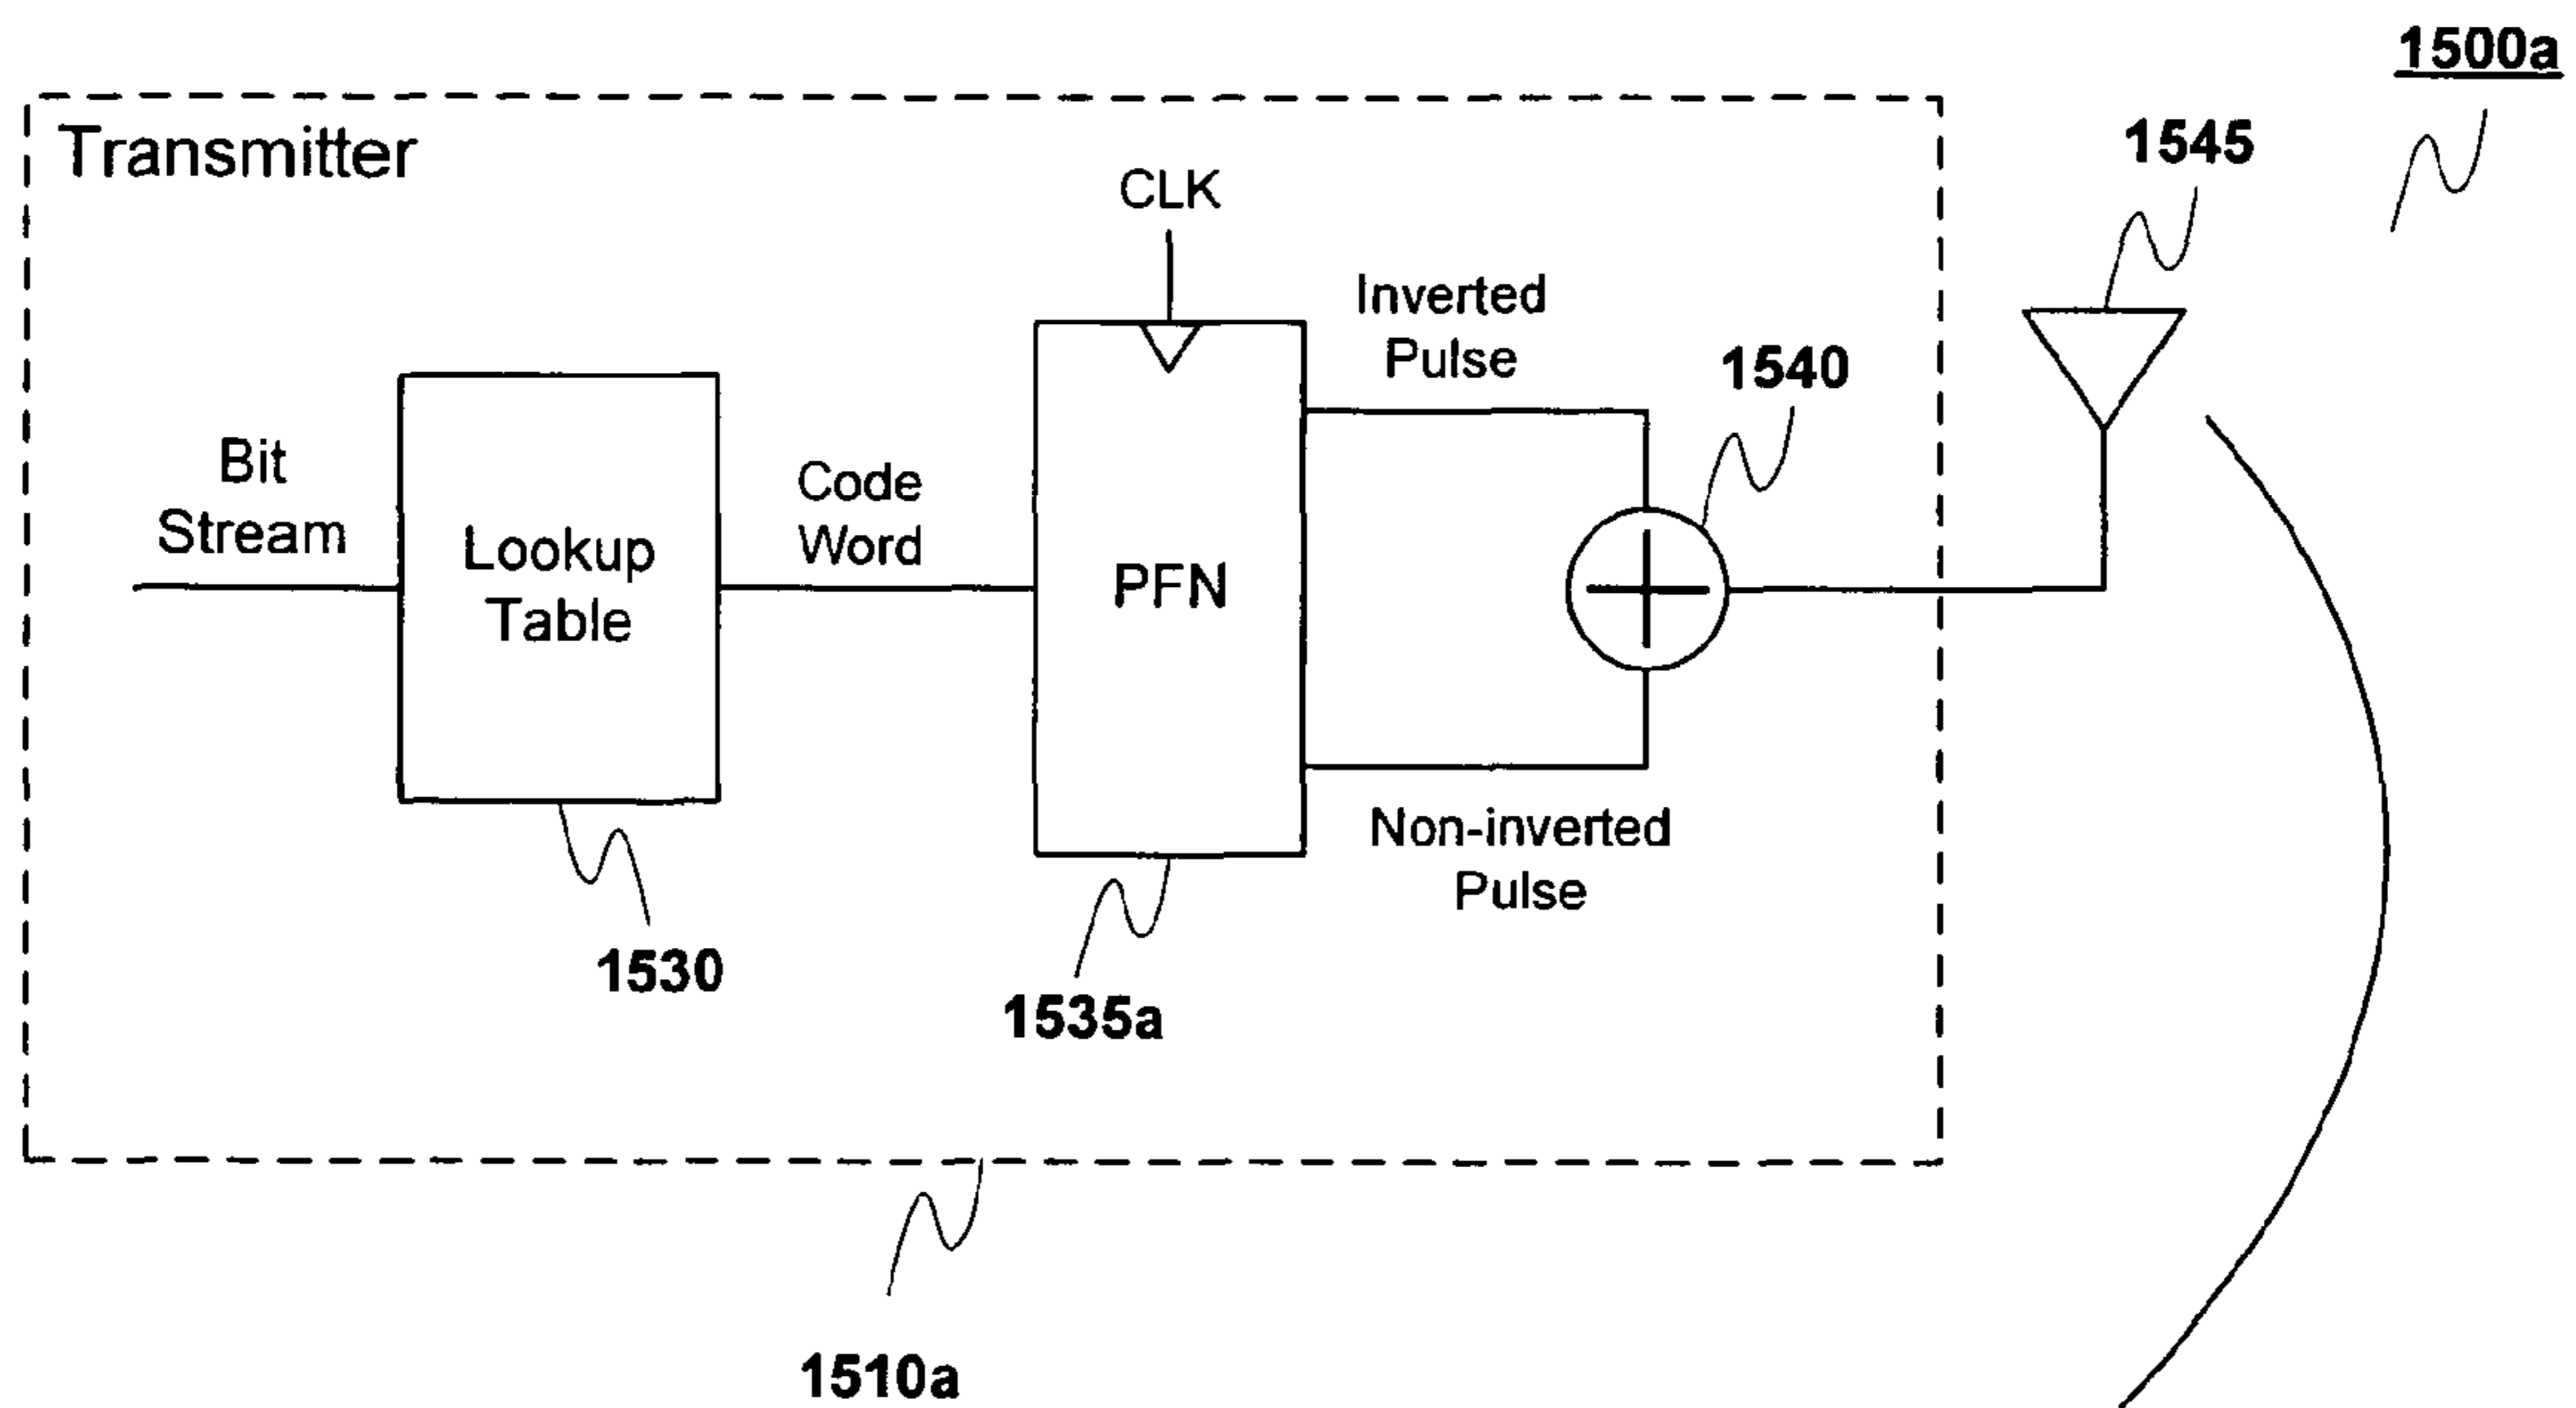 1500a
Transmitter
1545
CLK
Inverted
Pulse
1540
Bit
Stream
Lookup
Table
Code
Word
PFN
Non-inverted
Pulse
1530
1535a
1510a